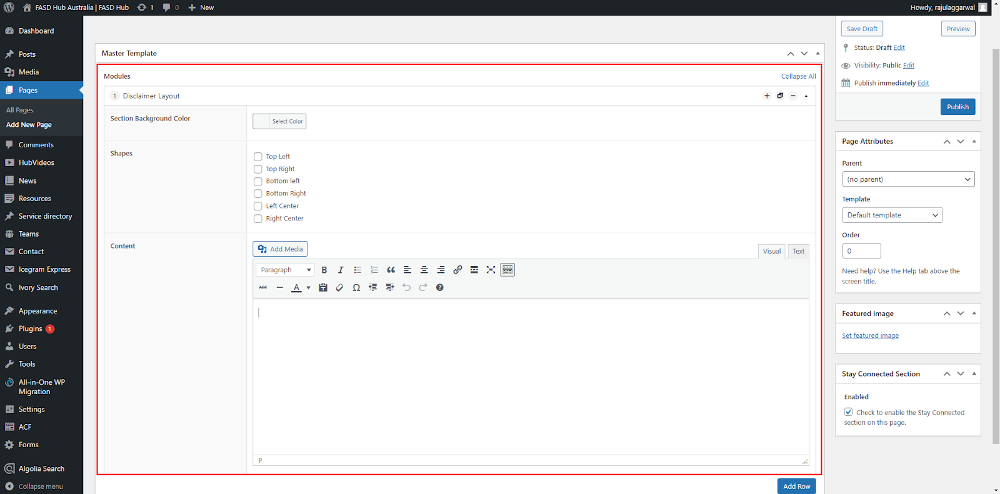 FASD Hub Australia | FASD Hub 1 0 New Howdy, rajulaggarwal
Dashboard
Posts
Media
Pages
All Pages
Add New Page
Comments
HubVideos
News
Resources
Service directory
Teams
Contact
Icegram Express
Ivory Search
Appearance
Plugins 1
Users
Tools
All-in-One WP
Migration
Settings
ACF
Forms
Algolia Search
Collapse menu
Master Template
Modules Collapse All
1 Disclaimer Layout
Section Background Color Select Color
Shapes
Top Left
Top Right
Bottom left
Bottom Right
Left Center
Right Center
Content
Add Media Visual Text
Paragraph B I
ABC A Ω
P
Add Row
Save Draft Preview
Status: Draft Edit
Visibility: Public Edit
Publish immediately Edit
Publish
Page Attributes
Parent
(no parent)
Template
Default template
Order
0
Need help? Use the Help tab above the
screen title.
Featured image
Set featured image
Stay Connected Section
Enabled
Check to enable the Stay Connected
section on this page.